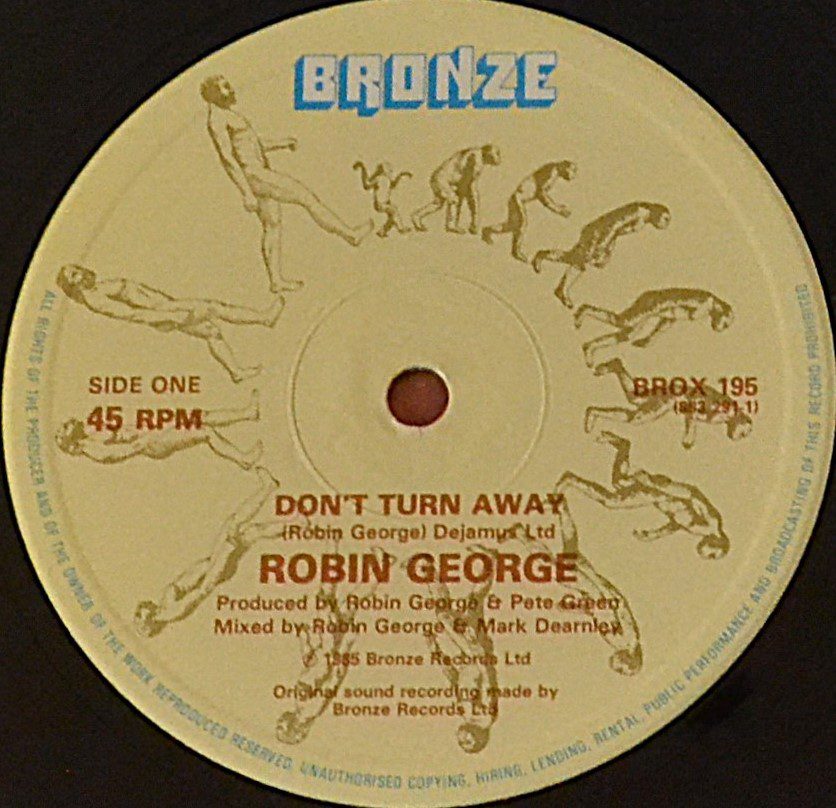 BRONZE
SIDE ONE
45 RPM
BROX 195
DON'T TURN AWAY
(Robin George) Dejamus Ltd
ROBIN GEORGE
Produced by Robin George & Pete Green
Mixed by Robin George & Mark Dearnley
℗ 1985 Bronze Records Ltd
Original sound recording made by
Bronze Records Ltd
ALL RIGHTS OF THE PRODUCER AND OF THE OWNER OF THE WORK REPRODUCED RESERVED. UNAUTHORISED COPYING, HIRING, LENDING, RENTAL, PUBLIC PERFORMANCE AND BROADCASTING OF THIS RECORD PROHIBITED